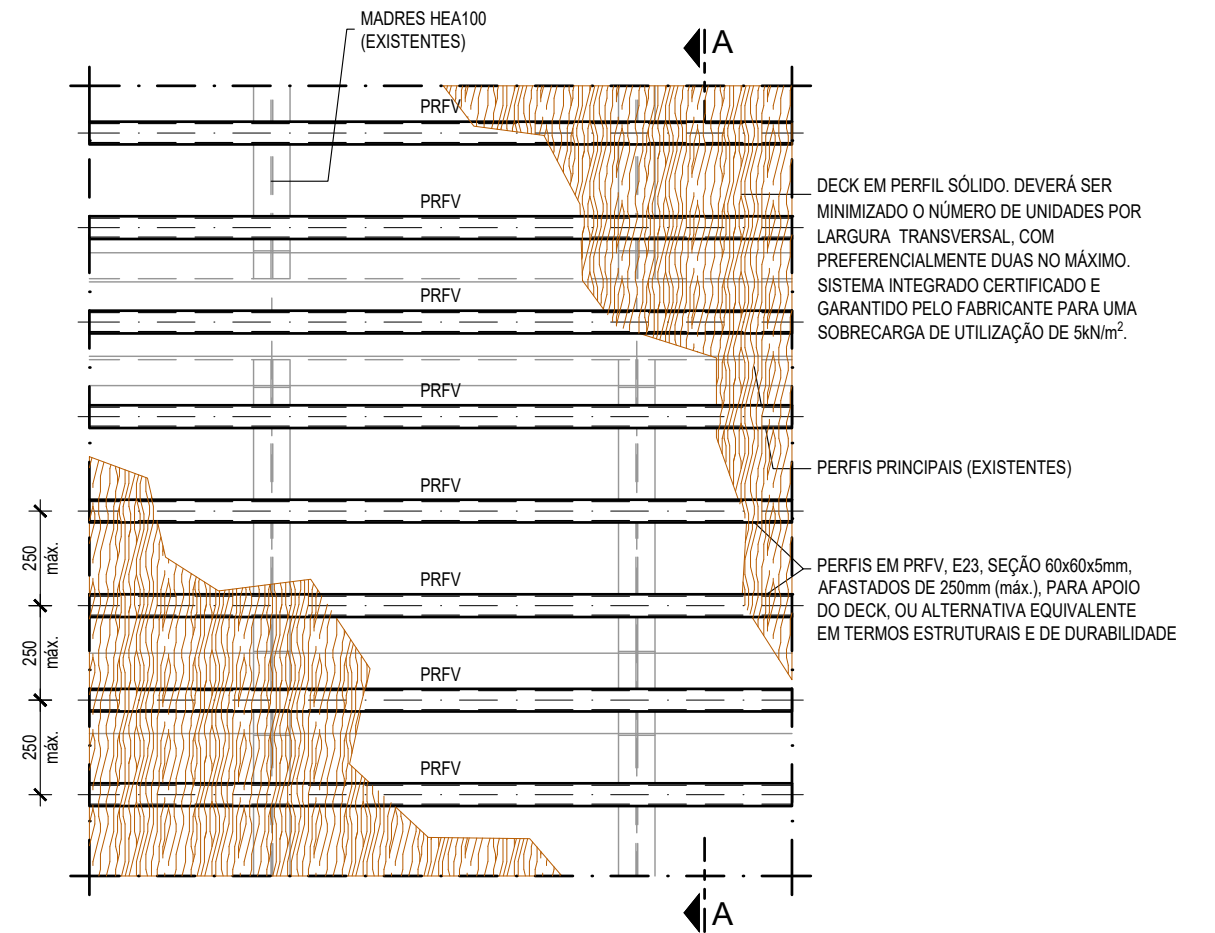 MADRES HEA100
(EXISTENTES)
A
PRFV
PRFV
DECK EM PERFIL SÓLIDO. DEVERÁ SER
MINIMIZADO O NÚMERO DE UNIDADES POR
LARGURA TRANSVERSAL, COM
PREFERENCIALMENTE DUAS NO MÁXIMO.
SISTEMA INTEGRADO CERTIFICADO E
GARANTIDO PELO FABRICANTE PARA UMA
SOBRECARGA DE UTILIZAÇÃO DE 5kN/m².
PRFV
PRFV
PERFIS PRINCIPAIS (EXISTENTES)
PRFV
250
máx.
PERFIS EM PRFV, E23, SEÇÃO 60x60x5mm,
AFASTADOS DE 250mm (máx.), PARA APOIO
DO DECK, OU ALTERNATIVA EQUIVALENTE
EM TERMOS ESTRUTURAIS E DE DURABILIDADE
PRFV
250
máx.
PRFV
250
máx.
PRFV
A